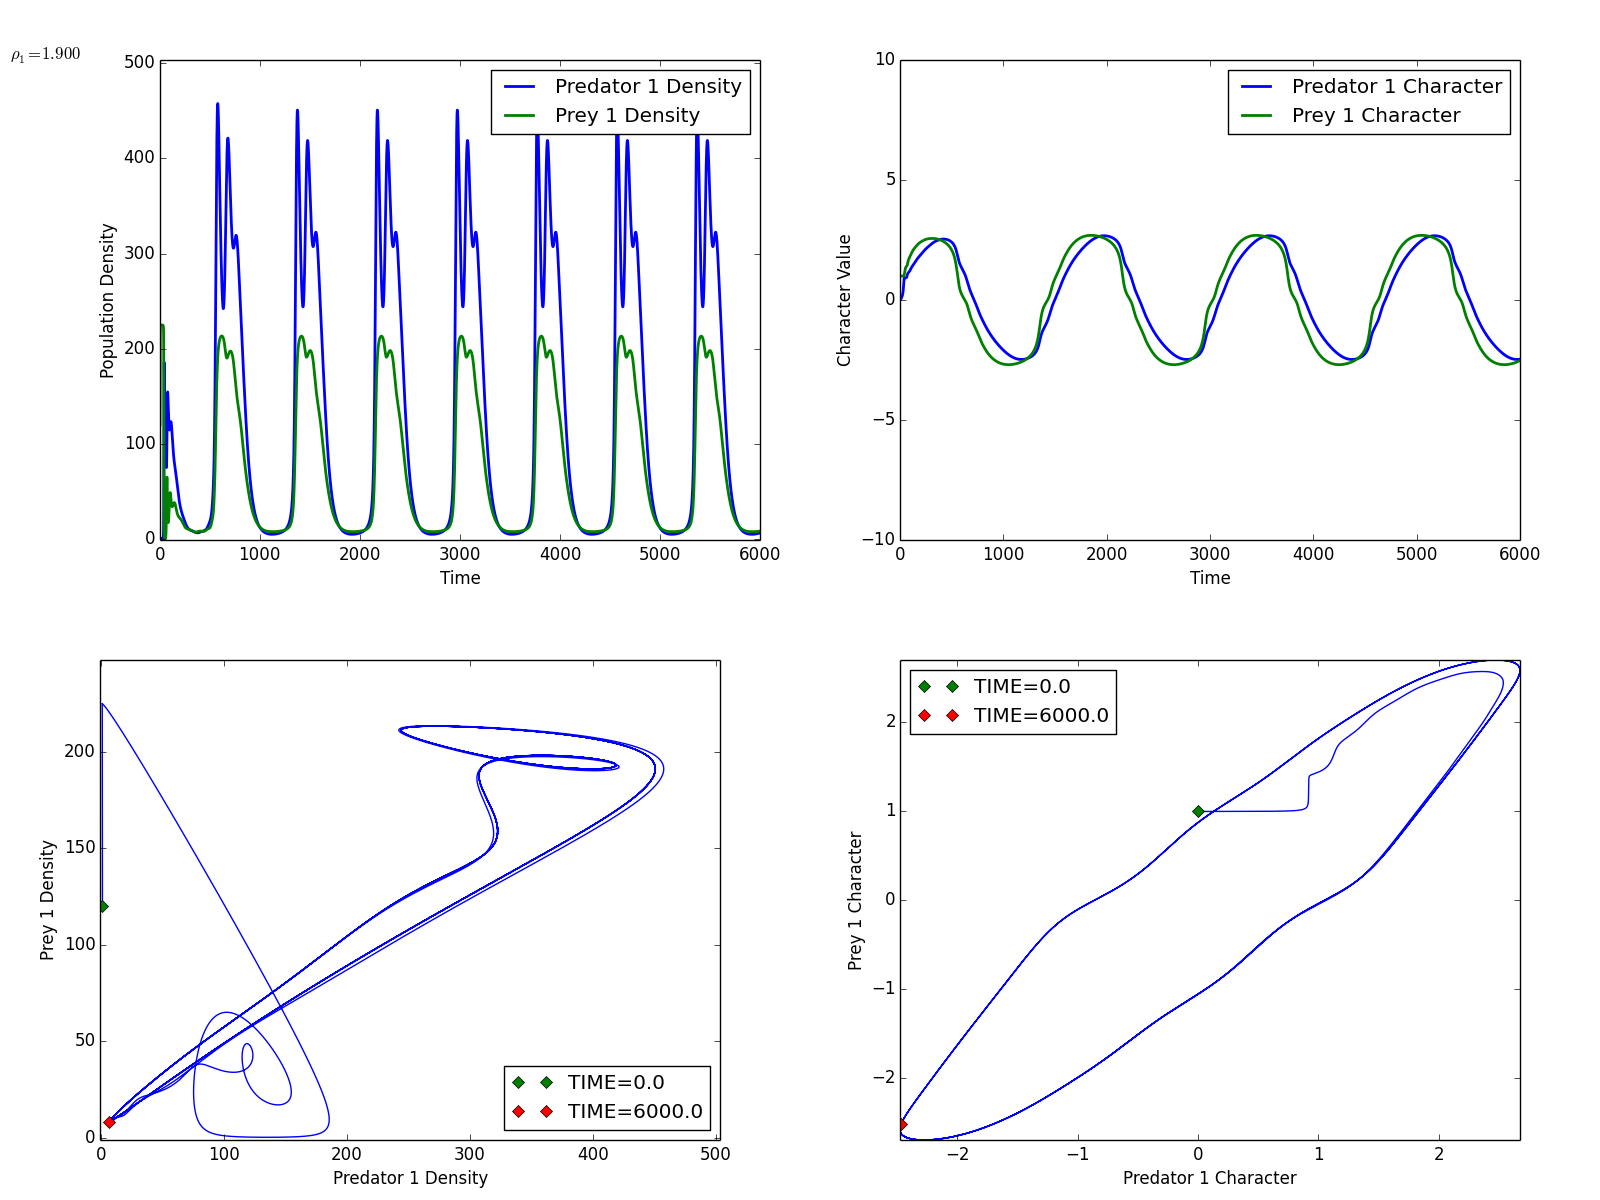 ρ₁=1.900
500
400
300
200
100
0
Population Density
Predator 1 Density
Prey 1 Density
0 1000 2000 3000 4000 5000 6000
Time
10
5
0
−5
−10
Character Value
Predator 1 Character
Prey 1 Character
0 1000 2000 3000 4000 5000 6000
Time
200
150
100
50
0
Prey 1 Density
TIME=0.0
TIME=6000.0
0 100 200 300 400 500
Predator 1 Density
TIME=0.0
TIME=6000.0
2
1
0
−1
−2
Prey 1 Character
−2 −1 0 1 2
Predator 1 Character